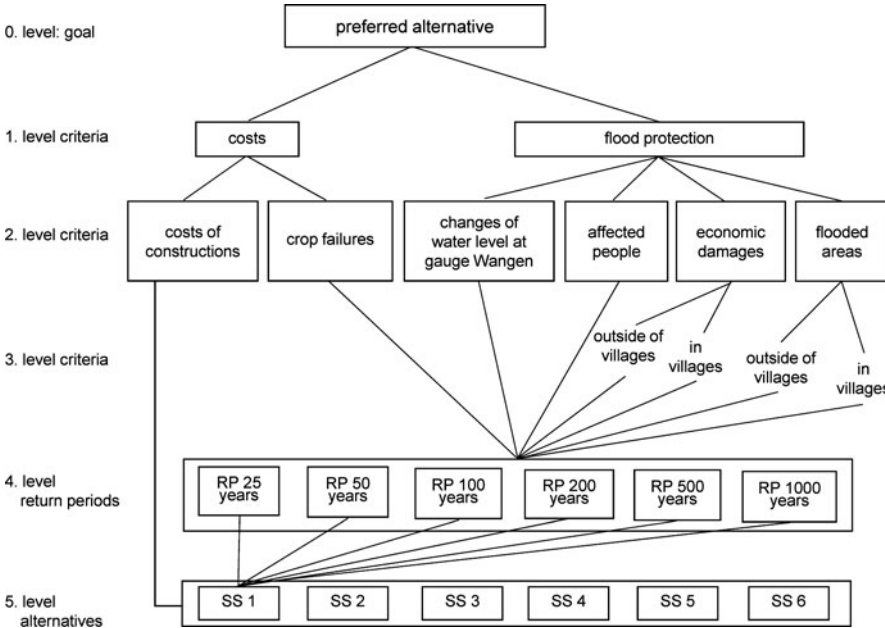 0. level: goal
preferred alternative
1. level criteria
costs
flood protection
2. level criteria
costs of
constructions
crop failures
changes of
water level at
gauge Wangen
affected
people
economic
damages
flooded
areas
3. level criteria
outside of
villages
in
villages
outside of
villages
in
villages
4. level
return periods
RP 25
years
RP 50
years
RP 100
years
RP 200
years
RP 500
years
RP 1000
years
5. level
alternatives
SS 1
SS 2
SS 3
SS 4
SS 5
SS 6